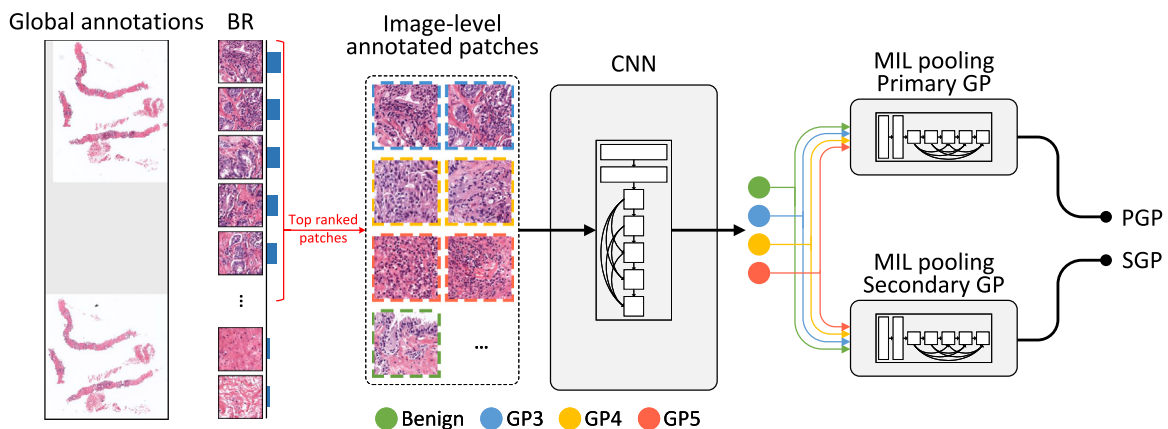 Global annotations
BR
Image-level
annotated patches
CNN
MIL pooling
Primary GP
Top ranked
patches
PGP
SGP
MIL pooling
Secondary GP
...
...
Benign
GP3
GP4
GP5